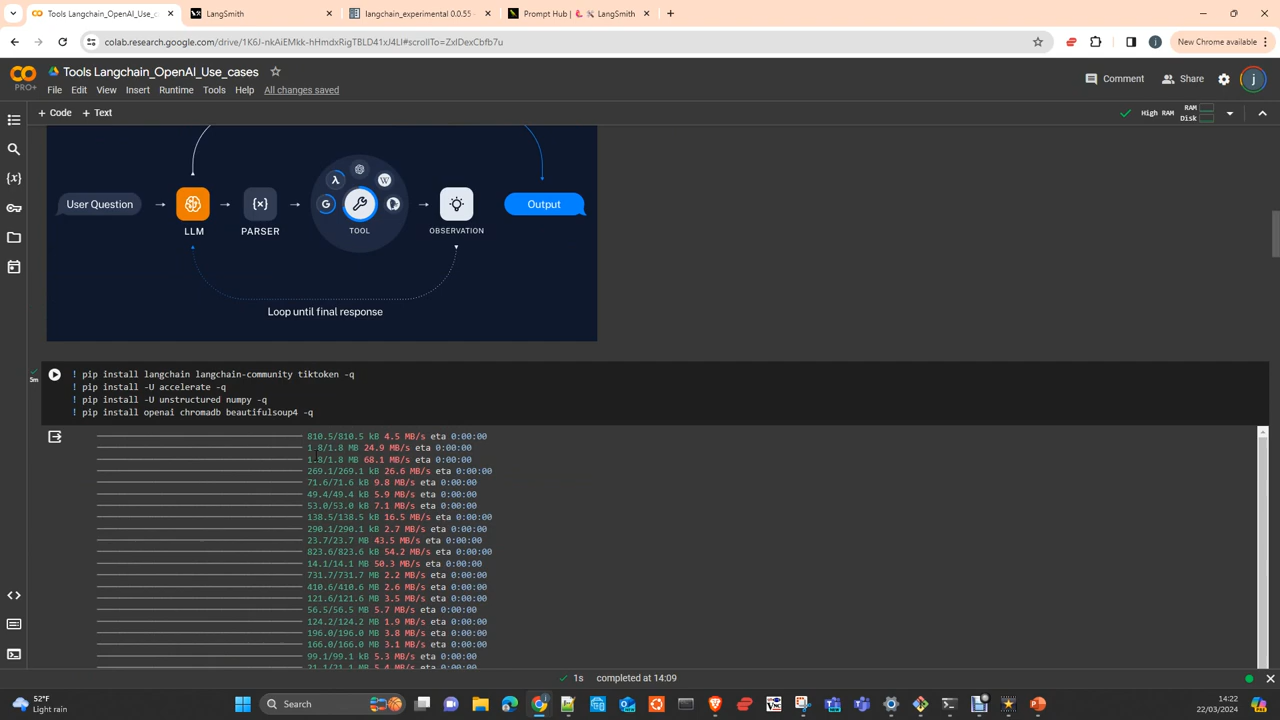 Tools Langchain_OpenAI_Use_c
LangSmith
langchain_experimental 0.0.55
Prompt Hub | LangSmith
colab.research.google.com/drive/1K6J-nkAiEMkk-hHmdxRigTBLD41xJ4LI#scrollTo=ZxIDexCbfb7u
New Chrome available
CO
PRO+
Tools Langchain_OpenAI_Use_cases
Comment
Share
j
File Edit View Insert Runtime Tools Help All changes saved
+ Code + Text
High RAM
RAM
Disk
User Question
LLM
PARSER
TOOL
OBSERVATION
Output
Loop until final response
5m
! pip install langchain langchain-community tiktoken -q
! pip install -U accelerate -q
! pip install -U unstructured numpy -q
! pip install openai chromadb beautifulsoup4 -q
810.5/810.5 kB 4.5 MB/s eta 0:00:00
1.8/1.8 MB 24.9 MB/s eta 0:00:00
1.8/1.8 MB 68.1 MB/s eta 0:00:00
269.1/269.1 kB 26.6 MB/s eta 0:00:00
71.6/71.6 kB 9.8 MB/s eta 0:00:00
49.4/49.4 kB 5.9 MB/s eta 0:00:00
53.0/53.0 kB 7.1 MB/s eta 0:00:00
138.5/138.5 kB 16.5 MB/s eta 0:00:00
290.1/290.1 kB 2.7 MB/s eta 0:00:00
23.7/23.7 MB 43.5 MB/s eta 0:00:00
823.6/823.6 kB 54.2 MB/s eta 0:00:00
14.1/14.1 MB 50.3 MB/s eta 0:00:00
731.7/731.7 MB 2.2 MB/s eta 0:00:00
410.6/410.6 MB 2.6 MB/s eta 0:00:00
121.6/121.6 MB 3.5 MB/s eta 0:00:00
56.5/56.5 MB 5.7 MB/s eta 0:00:00
124.2/124.2 MB 1.9 MB/s eta 0:00:00
196.0/196.0 MB 3.8 MB/s eta 0:00:00
166.0/166.0 MB 3.1 MB/s eta 0:00:00
99.1/99.1 kB 5.3 MB/s eta 0:00:00
21.1/21.1 MB 5.4 MB/s eta 0:00:00
1s completed at 14:09
52°F
Light rain
Search
14:22
22/03/2024